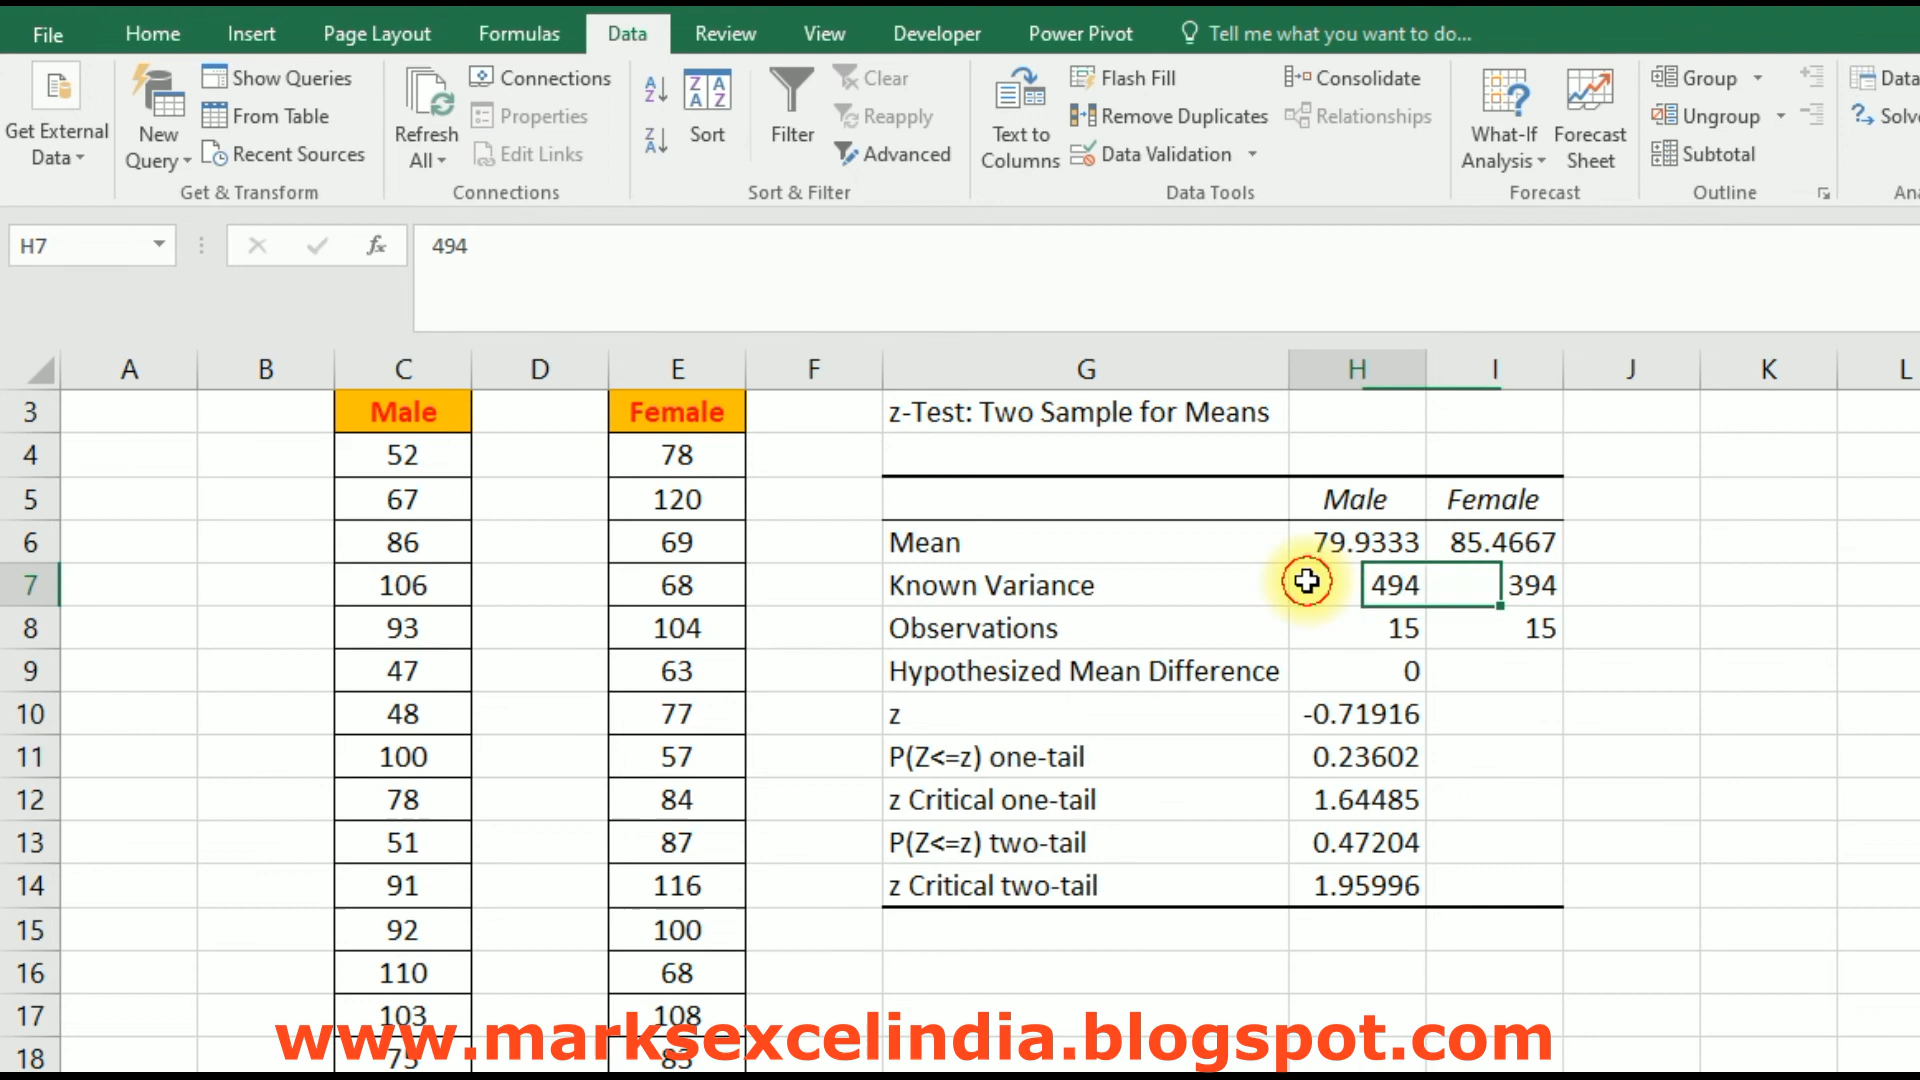 File Home Insert Page Layout Formulas Data Review View Developer Power Pivot Tell me what you want to do...
Get External Data
New Query
Show Queries
From Table
Recent Sources
Get & Transform
Refresh All
Connections
Properties
Edit Links
Connections
Sort
Filter
Clear
Reapply
Advanced
Sort & Filter
Text to Columns
Flash Fill
Remove Duplicates
Data Validation
Consolidate
Relationships
Data Tools
What-If Analysis
Forecast Sheet
Forecast
Group
Ungroup
Subtotal
Outline
Data
H7 fx 494
A B C D E F G H I J K L
3 Male Female z-Test: Two Sample for Means
4 52 78
5 67 120 Male Female
6 86 69 Mean 79.9333 85.4667
7 106 68 Known Variance 494 394
8 93 104 Observations 15 15
9 47 63 Hypothesized Mean Difference 0
10 48 77 z -0.71916
11 100 57 P(Z<=z) one-tail 0.23602
12 78 84 z Critical one-tail 1.64485
13 51 87 P(Z<=z) two-tail 0.47204
14 91 116 z Critical two-tail 1.95996
15 92 100
16 110 68
17 103 108
18 75 83
www.marksexcelindia.blogspot.com